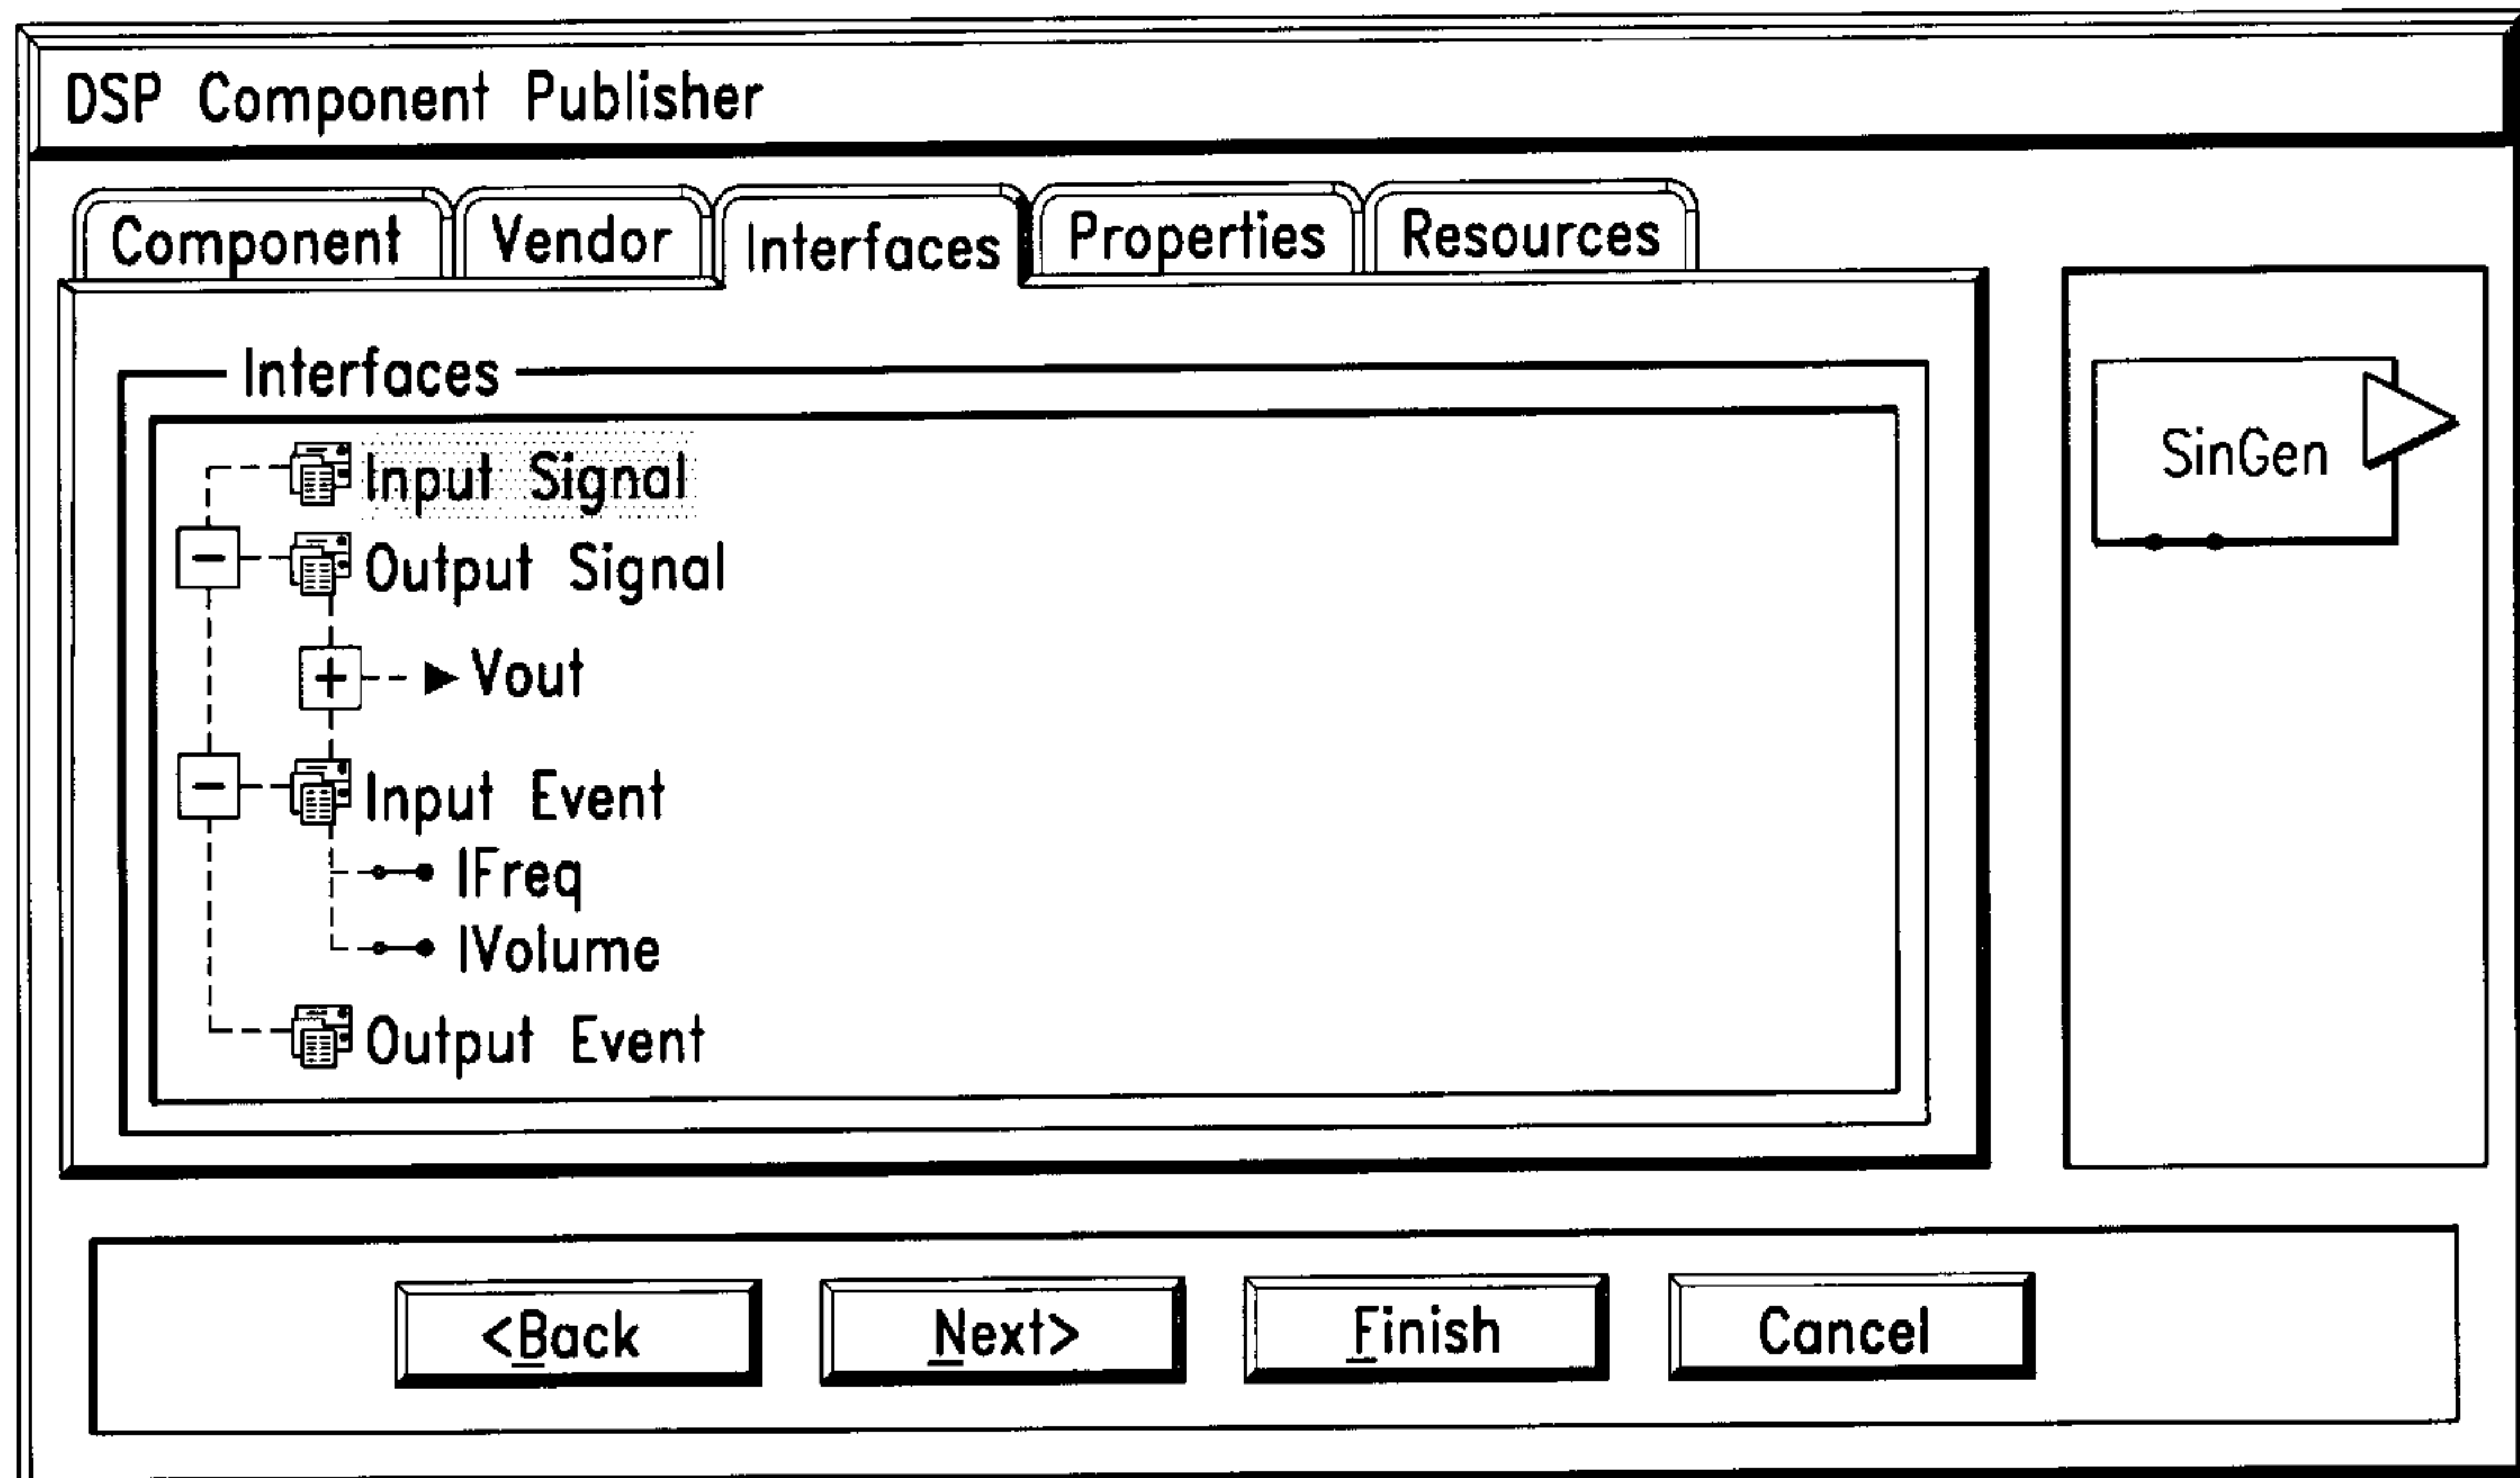 DSP Component Publisher
Component Vendor Interfaces Properties Resources
Interfaces
Input Signal
Output Signal
Vout
Input Event
IFreq
IVolume
Output Event
SinGen
<Back Next> Finish Cancel